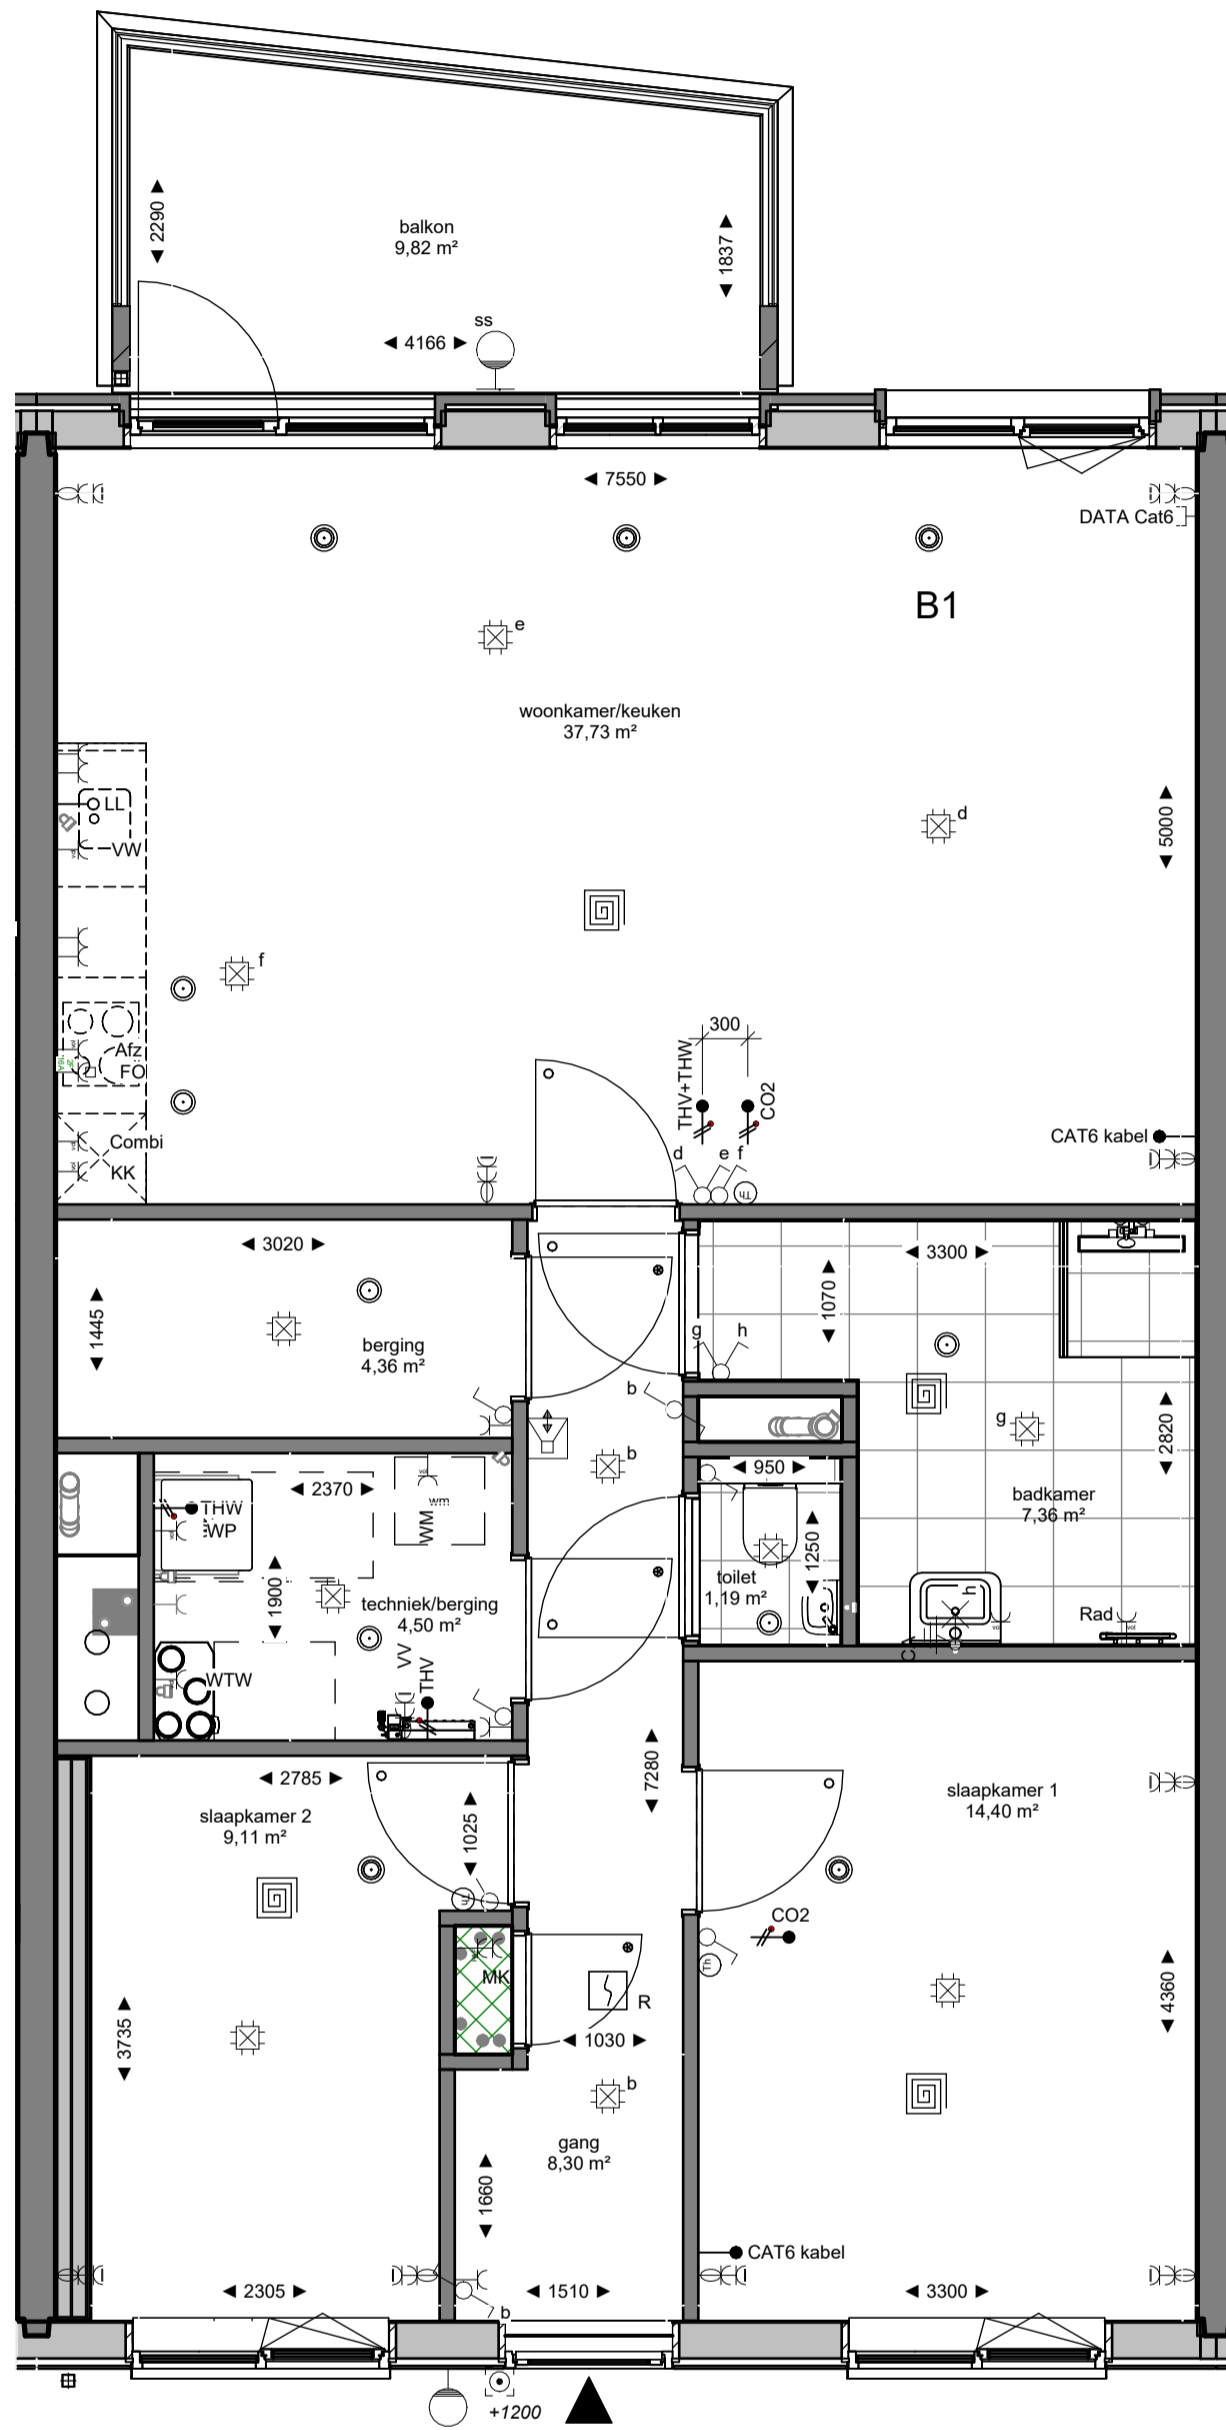 2290
balkon
9,82 m²
1837
ss
4166
7550
DATA Cat6
B1
e
woonkamer/keuken
37,73 m²
LL
VW
d
5000
f
300
Afz
FO
THV+THW
CO2
Combi
KK
CAT6 kabel
d
e f
3020
3300
1445
1070
berging
4,36 m²
g
h
b
g
2820
b
2370
950
THW
WP
wm
WM
badkamer
7,36 m²
1250
1900
techniek/berging
4,50 m²
toilet
1,19 m²
h
Rad
WTW
VV
THV
2785
7280
slaapkamer 2
9,11 m²
1025
slaapkamer 1
14,40 m²
CO2
Th
MK
R
3735
1030
4360
b
gang
8,30 m²
1660
CAT6 kabel
2305
1510
3300
b
+1200